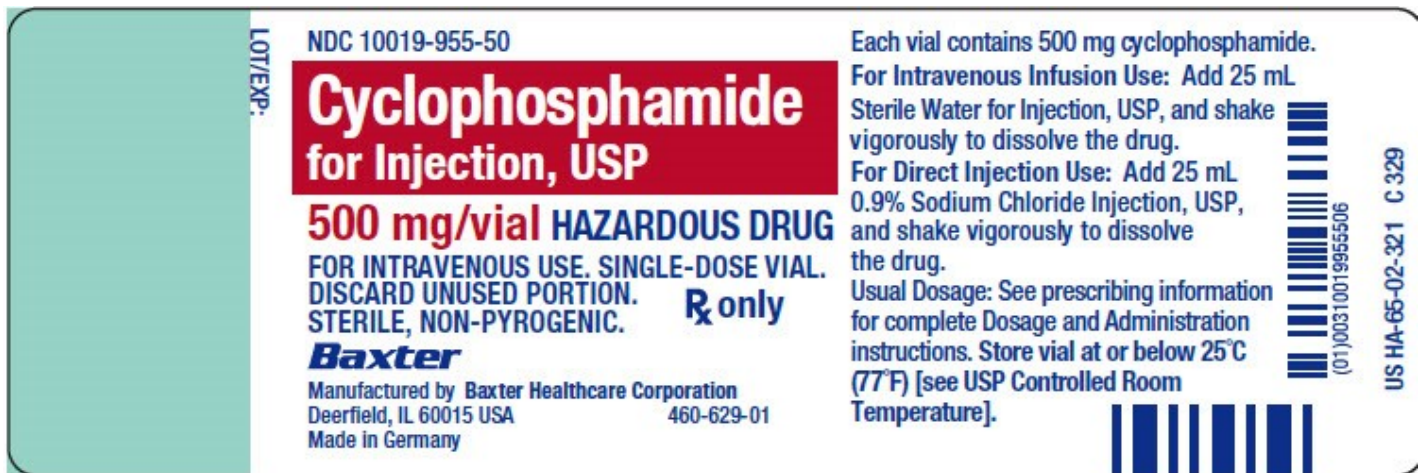 LOT/EXP:
NDC 10019-955-50
Cyclophosphamide
for Injection, USP
500 mg/vial HAZARDOUS DRUG
FOR INTRAVENOUS USE. SINGLE-DOSE VIAL.
DISCARD UNUSED PORTION.
STERILE, NON-PYROGENIC.
℞ only
Baxter
Manufactured by Baxter Healthcare Corporation
Deerfield, IL 60015 USA 460-629-01
Made in Germany
Each vial contains 500 mg cyclophosphamide.
For Intravenous Infusion Use: Add 25 mL
Sterile Water for Injection, USP, and shake
vigorously to dissolve the drug.
For Direct Injection Use: Add 25 mL
0.9% Sodium Chloride Injection, USP,
and shake vigorously to dissolve
the drug.
Usual Dosage: See prescribing information
for complete Dosage and Administration
instructions. Store vial at or below 25°C
(77°F) [see USP Controlled Room
Temperature].
(01)00310019955506
US HA-65-02-321 C 329